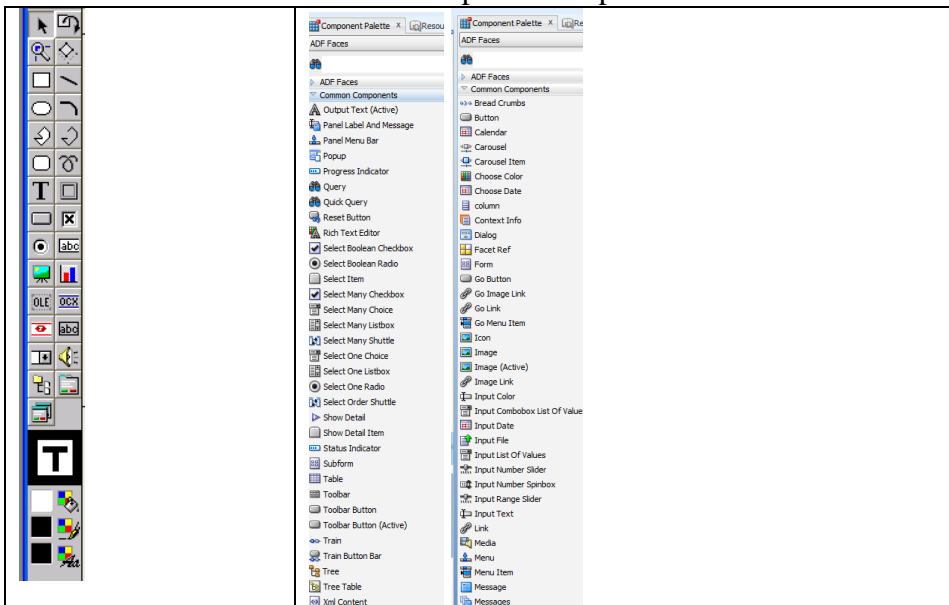 T
abc
OLE OCX
abc
T
Aa
Component Palette X Resou
ADF Faces
ADF Faces
Common Components
Output Text (Active)
Panel Label And Message
Panel Menu Bar
Popup
Progress Indicator
Query
Quick Query
Reset Button
Rich Text Editor
Select Boolean Checkbox
Select Boolean Radio
Select Item
Select Many Checkbox
Select Many Choice
Select Many Listbox
Select Many Shuttle
Select One Choice
Select One Listbox
Select One Radio
Select Order Shuttle
Show Detail
Show Detail Item
Status Indicator
Subform
Table
Toolbar
Toolbar Button
Toolbar Button (Active)
Train
Train Button Bar
Tree
Tree Table
Xml Content
Component Palette X Re
ADF Faces
ADF Faces
Common Components
Bread Crumbs
Button
Calendar
Carousel
Carousel Item
Choose Color
Choose Date
column
Context Info
Dialog
Facet Ref
Form
Go Button
Go Image Link
Go Link
Go Menu Item
Icon
Image
Image (Active)
Image Link
Input Color
Input Combobox List Of Value
Input Date
Input File
Input List Of Values
Input Number Slider
Input Number Spinbox
Input Range Slider
Input Text
Link
Media
Menu
Menu Item
Message
Messages